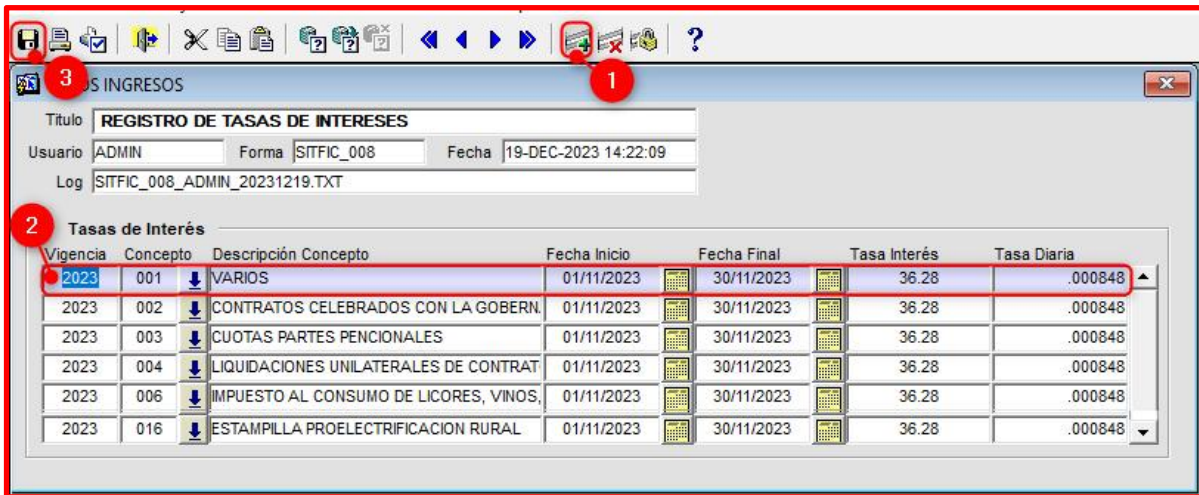 3
1
OS INGRESOS
Titulo REGISTRO DE TASAS DE INTERESES
Usuario ADMIN Forma SITFIC_008 Fecha 19-DEC-2023 14:22:09
Log SITFIC_008_ADMIN_20231219.TXT
2
Tasas de Interés
Vigencia Concepto Descripción Concepto Fecha Inicio Fecha Final Tasa Interés Tasa Diaria
2023 001 VARIOS 01/11/2023 30/11/2023 36.28 .000848
2023 002 CONTRATOS CELEBRADOS CON LA GOBERN. 01/11/2023 30/11/2023 36.28 .000848
2023 003 CUOTAS PARTES PENCIONALES 01/11/2023 30/11/2023 36.28 .000848
2023 004 LIQUIDACIONES UNILATERALES DE CONTRAT 01/11/2023 30/11/2023 36.28 .000848
2023 006 IMPUESTO AL CONSUMO DE LICORES, VINOS, 01/11/2023 30/11/2023 36.28 .000848
2023 016 ESTAMPILLA PROELECTRIFICACION RURAL 01/11/2023 30/11/2023 36.28 .000848